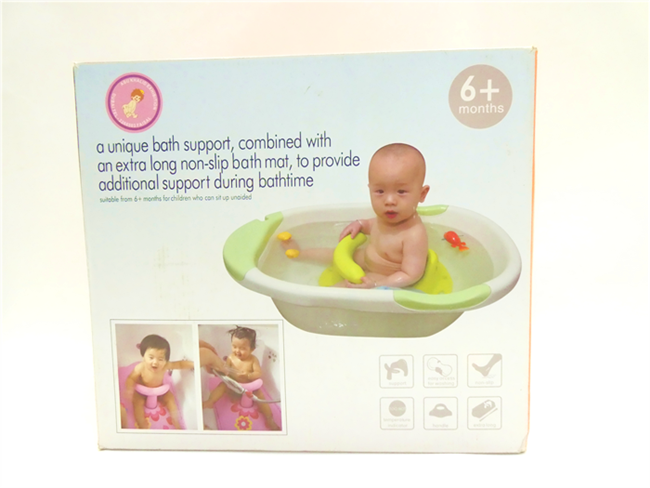 6+
months
a unique bath support, combined with
an extra long non-slip bath mat, to provide
additional support during bathtime
suitable from 6+ months for children who can sit up unaided